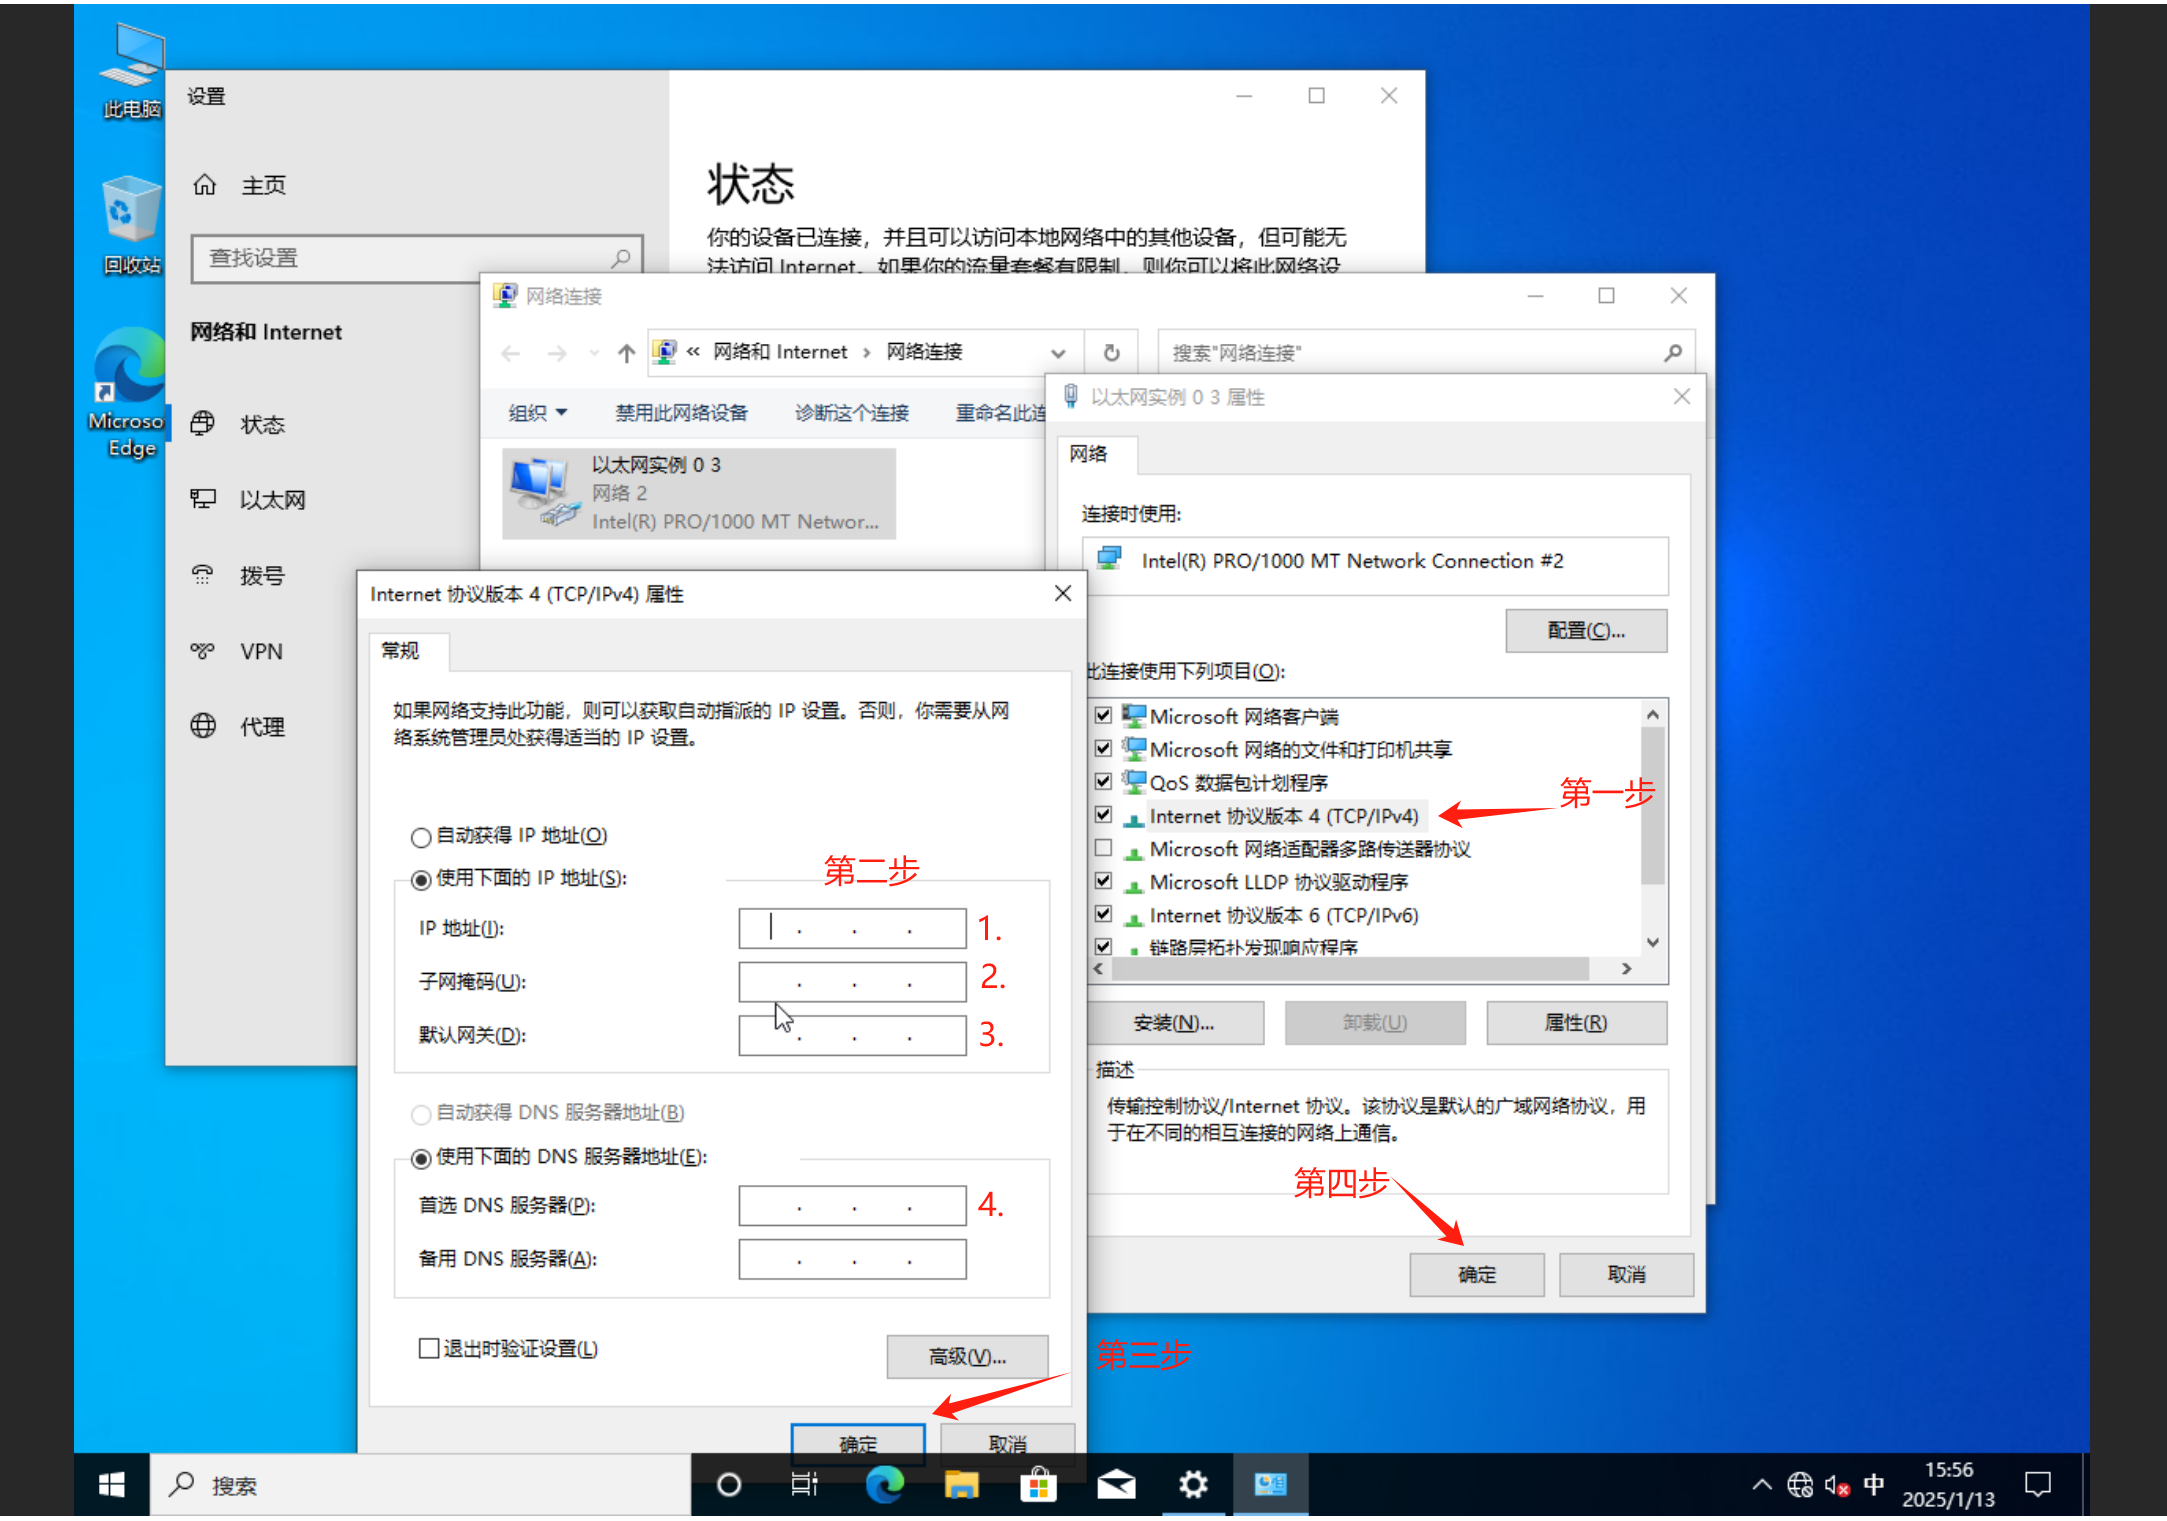 此电脑
回收站
Microso
Edge
设置
主页
查找设置
网络和 Internet
状态
以太网
拨号
VPN
代理
状态
你的设备已连接，并且可以访问本地网络中的其他设备，但可能无
法访问 Internet。如果你的流量套餐有限制，则你可以将此网络设
网络连接
« 网络和 Internet › 网络连接
搜索"网络连接"
组织 禁用此网络设备 诊断这个连接 重命名此连
以太网实例 0 3
网络 2
Intel(R) PRO/1000 MT Networ...
以太网实例 0 3 属性
网络
连接时使用:
Intel(R) PRO/1000 MT Network Connection #2
配置(C)...
此连接使用下列项目(O):
Microsoft 网络客户端
Microsoft 网络的文件和打印机共享
QoS 数据包计划程序
Internet 协议版本 4 (TCP/IPv4)
第一步
Microsoft 网络适配器多路传送器协议
Microsoft LLDP 协议驱动程序
Internet 协议版本 6 (TCP/IPv6)
链路层拓扑发现响应程序
安装(N)... 卸载(U) 属性(R)
描述
传输控制协议/Internet 协议。该协议是默认的广域网络协议，用
于在不同的相互连接的网络上通信。
第四步
确定 取消
Internet 协议版本 4 (TCP/IPv4) 属性
常规
如果网络支持此功能，则可以获取自动指派的 IP 设置。否则，你需要从网
络系统管理员处获得适当的 IP 设置。
自动获得 IP 地址(O)
第二步
使用下面的 IP 地址(S):
IP 地址(I): . . . 1.
子网掩码(U): . . . 2.
默认网关(D): . . . 3.
自动获得 DNS 服务器地址(B)
使用下面的 DNS 服务器地址(E):
首选 DNS 服务器(P): . . . 4.
备用 DNS 服务器(A): . . .
退出时验证设置(L)
高级(V)...
第三步
确定 取消
搜索
中
15:56
2025/1/13